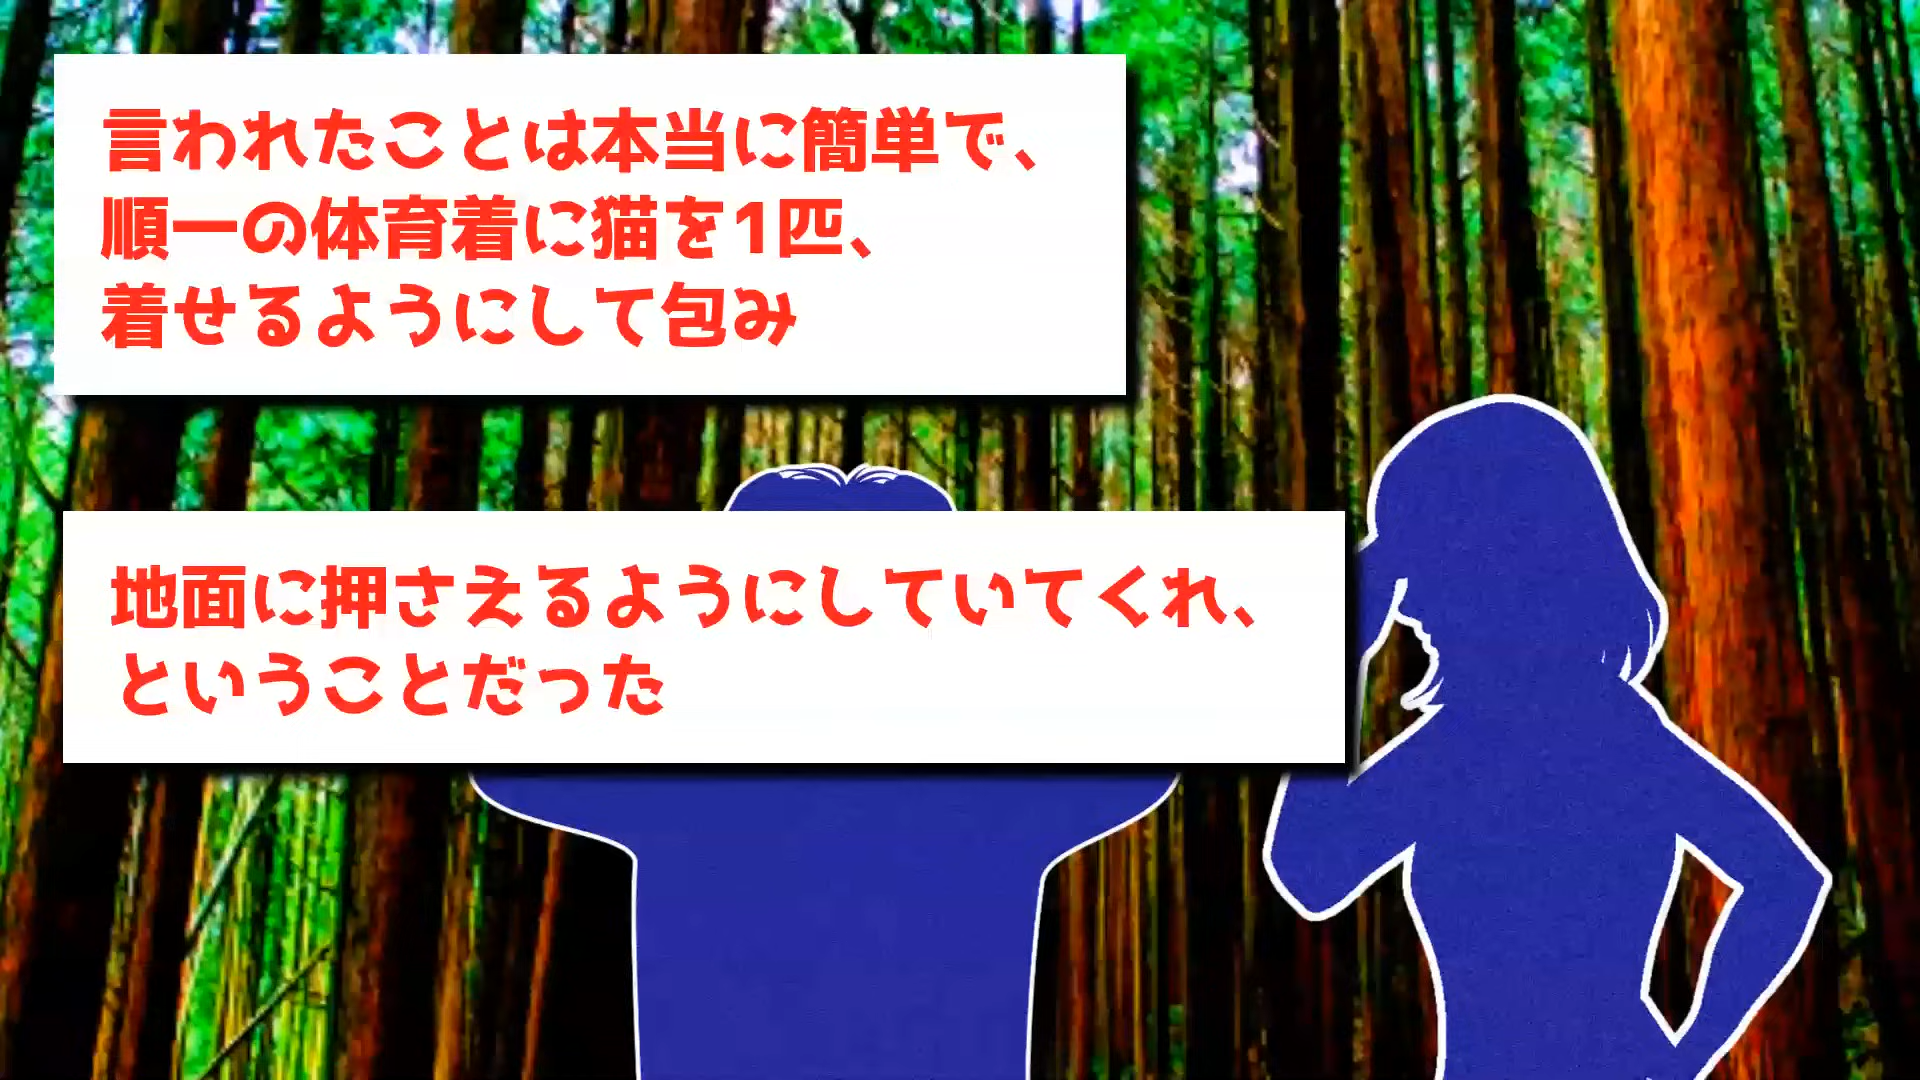 言われたことは本当に簡単で、
順一の体育着に猫を1匹、
着せるようにして包み
地面に押さえるようにしていてくれ、
ということだった